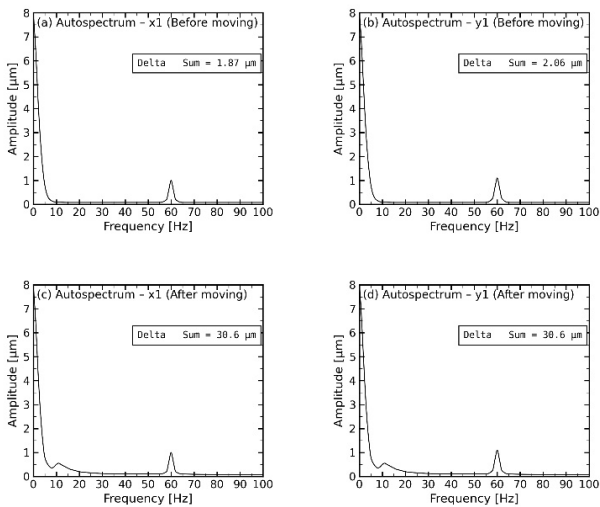 (a) Autospectrum – x1 (Before moving)
Delta   Sum = 1.87 μm
Amplitude [μm]
8
7
6
5
4
3
2
1
0
0 10 20 30 40 50 60 70 80 90 100
Frequency [Hz]
(b) Autospectrum – y1 (Before moving)
Delta   Sum = 2.06 μm
Amplitude [μm]
8
7
6
5
4
3
2
1
0
0 10 20 30 40 50 60 70 80 90 100
Frequency [Hz]
(c) Autospectrum – x1 (After moving)
Delta   Sum = 30.6 μm
Amplitude [μm]
8
7
6
5
4
3
2
1
0
0 10 20 30 40 50 60 70 80 90 100
Frequency [Hz]
(d) Autospectrum – y1 (After moving)
Delta   Sum = 30.6 μm
Amplitude [μm]
8
7
6
5
4
3
2
1
0
0 10 20 30 40 50 60 70 80 90 100
Frequency [Hz]